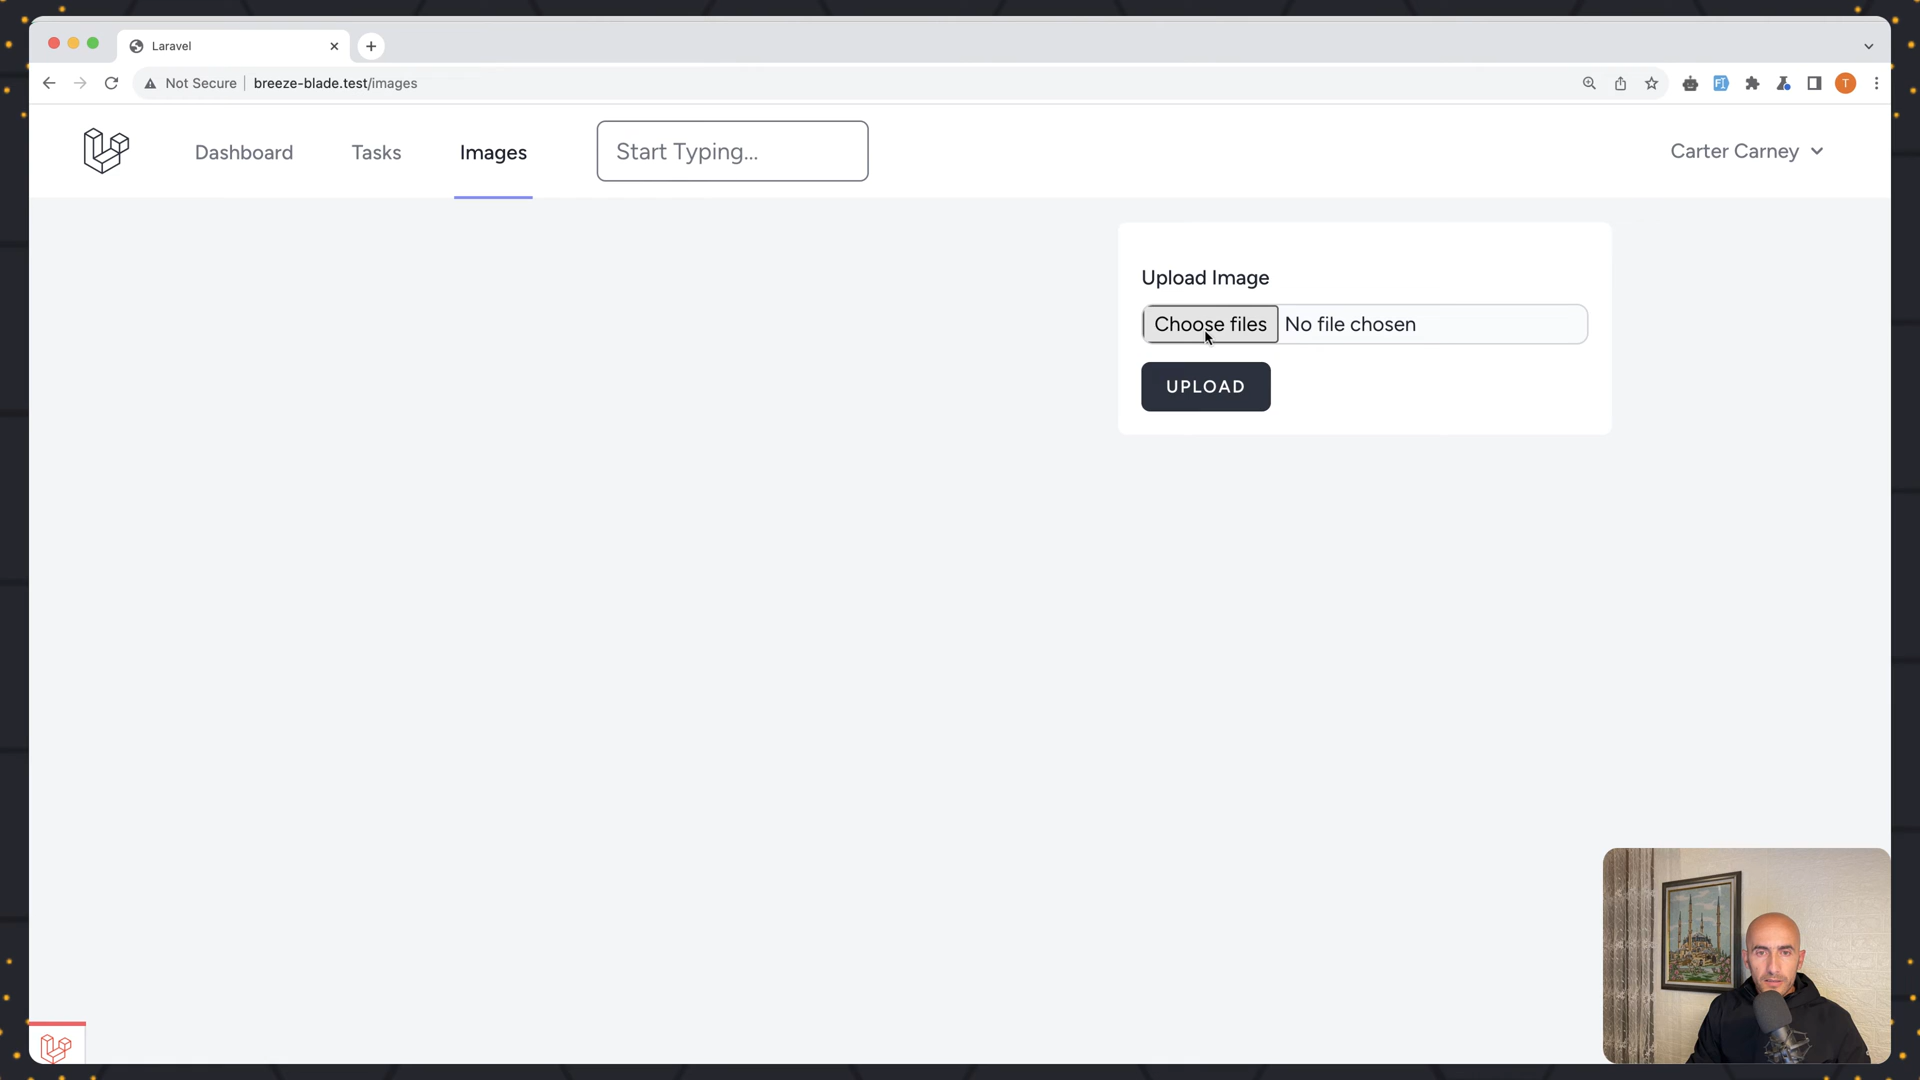 Laravel
Not Secure breeze-blade.test/images
T
Dashboard Tasks Images Start Typing... Carter Carney
Upload Image
Choose files No file chosen
UPLOAD